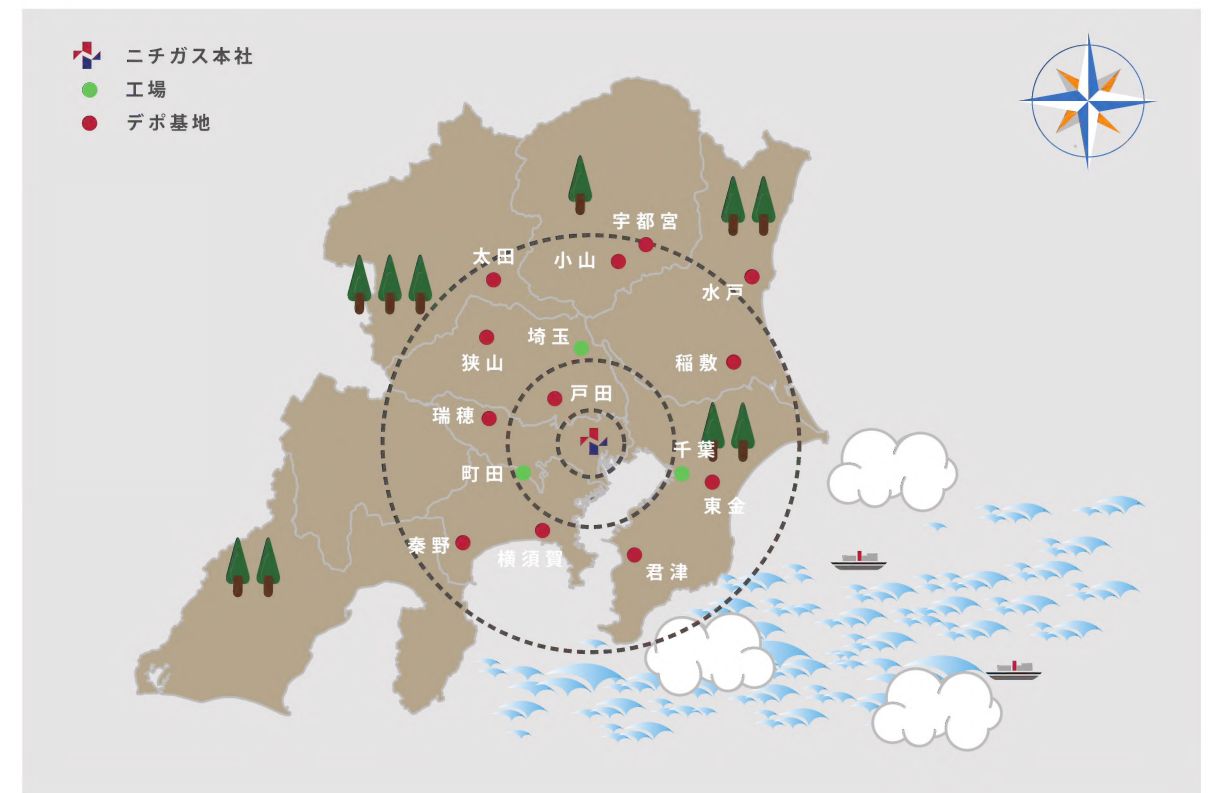 ニチガス本社
工場
デポ基地
宇都宮
太田
小山
水戸
埼玉
狭山
稲敷
戸田
瑞穂
千葉
町田
東金
秦野
横須賀
君津